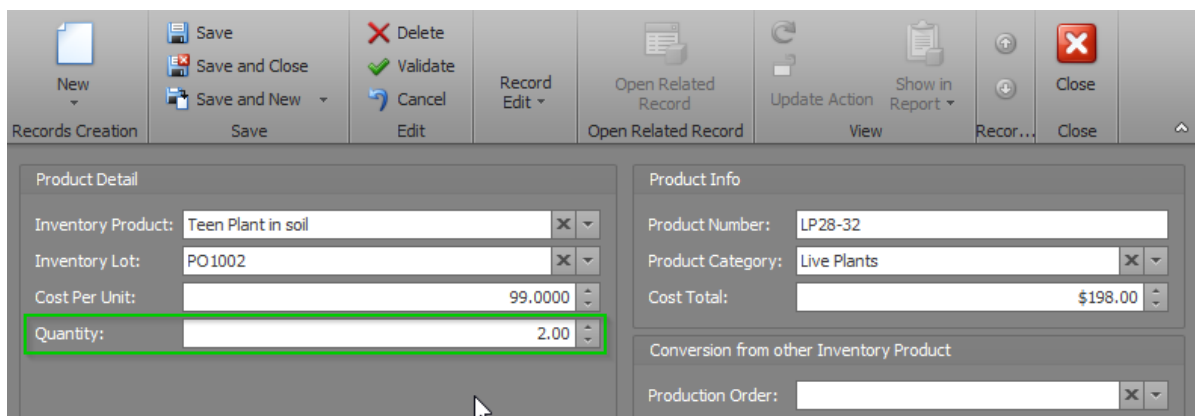 New
Records Creation
Save
Save and Close
Save and New
Save
Delete
Validate
Cancel
Edit
Record
Edit
Open Related
Record
Open Related Record
Update Action
Show in
Report
View
Recor...
Close
Close
Product Detail
Inventory Product: Teen Plant in soil
Inventory Lot: PO1002
Cost Per Unit: 99.0000
Quantity: 2.00
Product Info
Product Number: LP28-32
Product Category: Live Plants
Cost Total: $198.00
Conversion from other Inventory Product
Production Order: